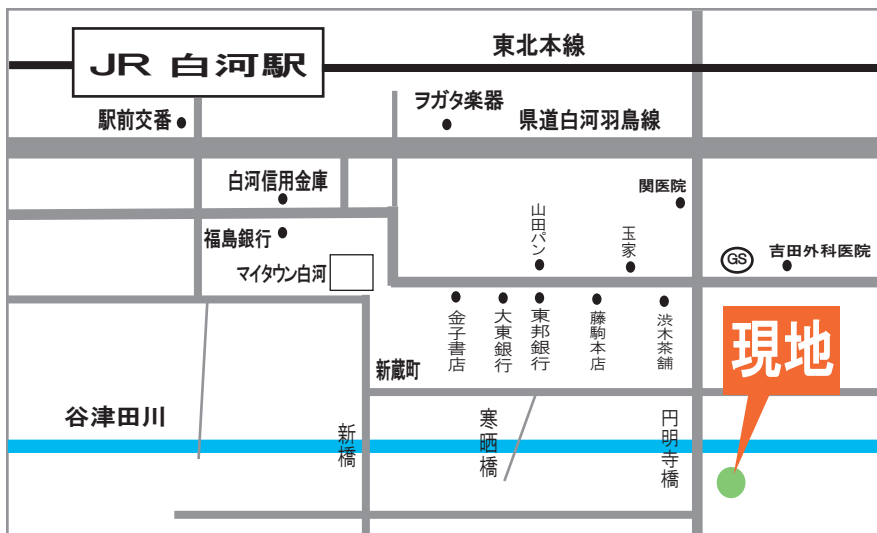 東北本線
JR 白河駅
ヲガタ楽器
駅前交番
県道白河羽鳥線
白河信用金庫
関医院
山田パン
玉家
福島銀行
GS
吉田外科医院
マイタウン白河
金子書店
大東銀行
東邦銀行
藤駒本店
渋木茶舗
現地
新蔵町
谷津田川
新橋
寒晒橋
円明寺橋